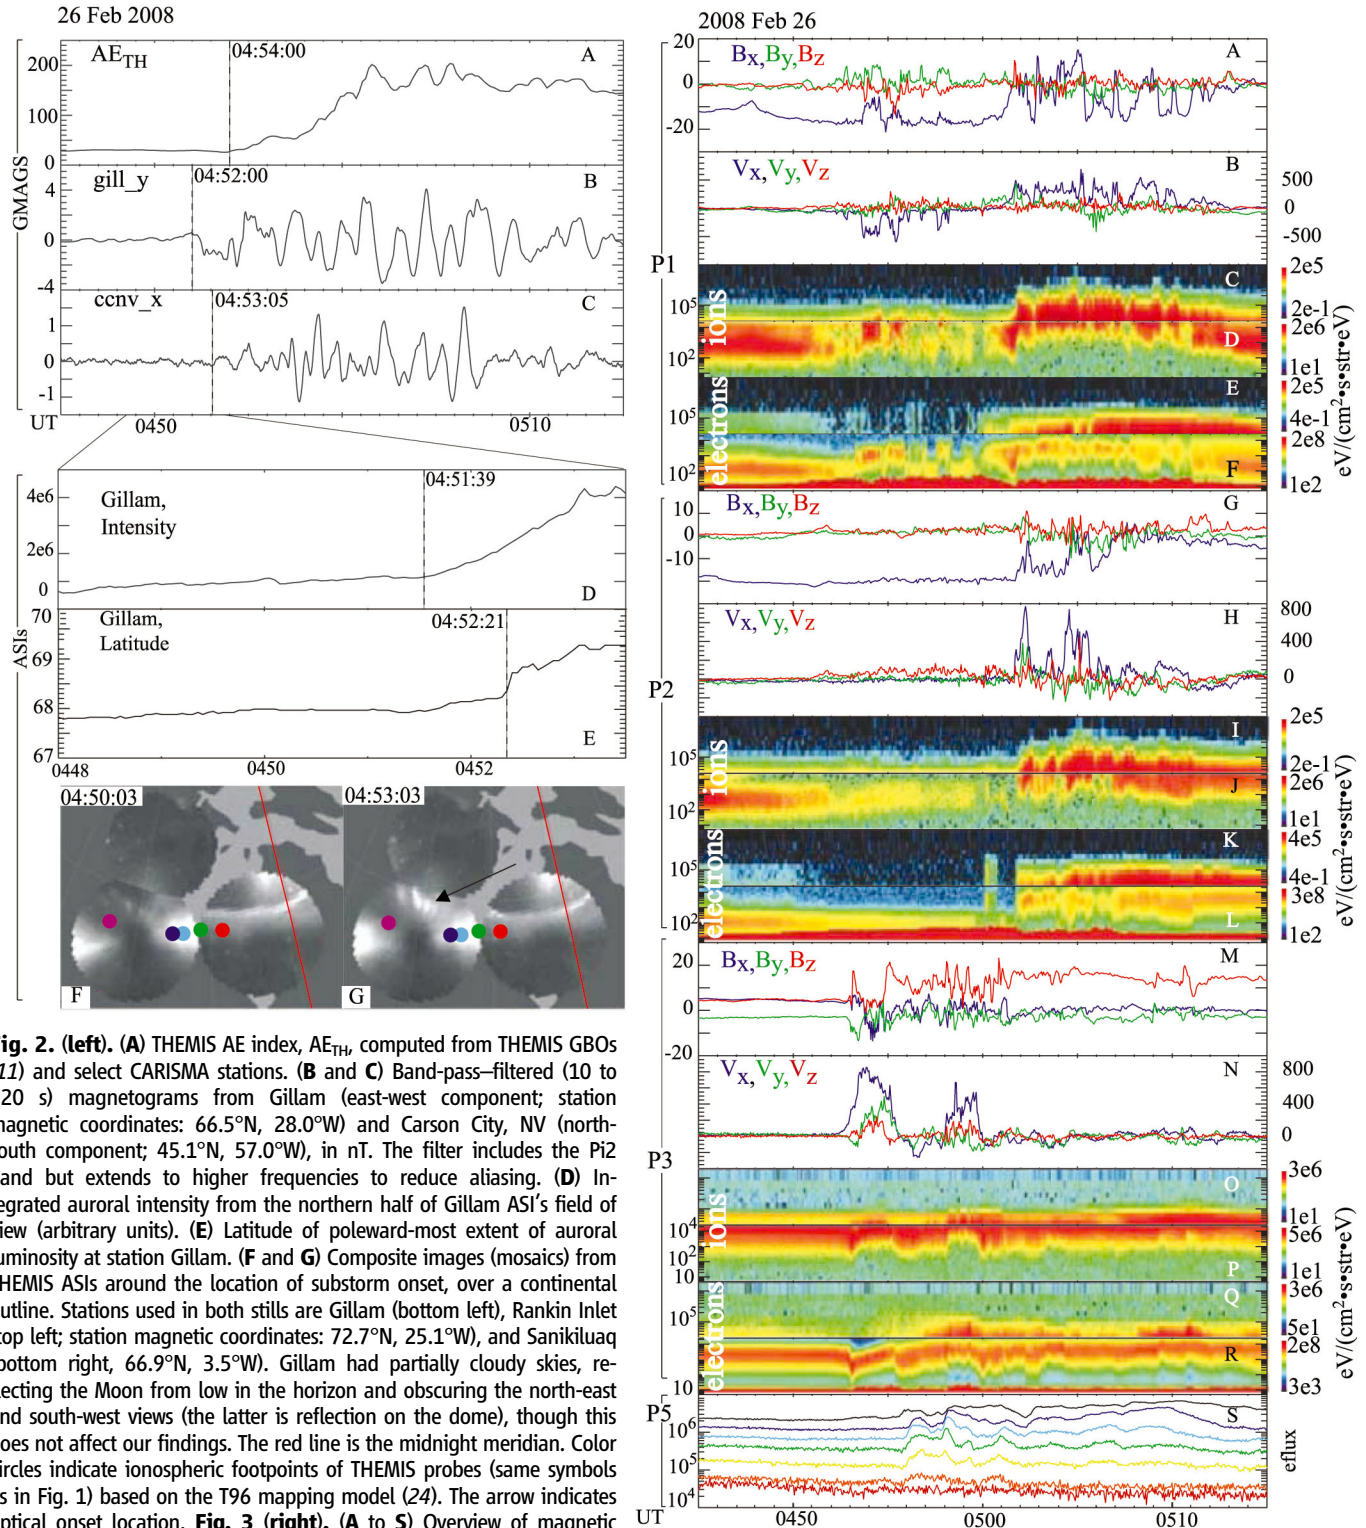 26 Feb 2008
GMAGS
AE_TH
04:54:00
A
200
100
0
gill_y
04:52:00
B
4
0
-4
ccnv_x
04:53:05
C
1
0
-1
UT
0450
0510
ASIs
Gillam,
Intensity
04:51:39
4e6
2e6
0
D
Gillam,
Latitude
04:52:21
70
69
68
67
E
0448
0450
0452
04:50:03
F
04:53:03
G
ig. 2. (left). (A) THEMIS AE index, AE_TH, computed from THEMIS GBOs
11) and select CARISMA stations. (B and C) Band-pass–filtered (10 to
20 s) magnetograms from Gillam (east-west component; station
agnetic coordinates: 66.5°N, 28.0°W) and Carson City, NV (north-
outh component; 45.1°N, 57.0°W), in nT. The filter includes the Pi2
and but extends to higher frequencies to reduce aliasing. (D) In-
egrated auroral intensity from the northern half of Gillam ASI's field of
iew (arbitrary units). (E) Latitude of poleward-most extent of auroral
uminosity at station Gillam. (F and G) Composite images (mosaics) from
HEMIS ASIs around the location of substorm onset, over a continental
utline. Stations used in both stills are Gillam (bottom left), Rankin Inlet
top left; station magnetic coordinates: 72.7°N, 25.1°W), and Sanikiluaq
bottom right, 66.9°N, 3.5°W). Gillam had partially cloudy skies, re-
lecting the Moon from low in the horizon and obscuring the north-east
nd south-west views (the latter is reflection on the dome), though this
oes not affect our findings. The red line is the midnight meridian. Color
ircles indicate ionospheric footpoints of THEMIS probes (same symbols
s in Fig. 1) based on the T96 mapping model (24). The arrow indicates
ptical onset location. Fig. 3 (right). (A to S) Overview of magnetic
2008 Feb 26
P1
Bx, By, Bz
A
20
0
-20
Vx, Vy, Vz
B
500
0
-500
ions
C
10^5
2e5
2e-1
D
10^2
2e6
1e1
electrons
E
10^5
2e5
4e-1
F
10^2
2e8
1e2
eV/(cm²•s•str•eV)
P2
Bx, By, Bz
G
10
0
-10
Vx, Vy, Vz
H
800
400
0
ions
I
10^5
2e5
2e-1
J
10^2
2e6
1e1
electrons
K
10^5
4e5
4e-1
L
10^2
3e8
1e2
eV/(cm²•s•str•eV)
P3
Bx, By, Bz
M
20
0
-20
Vx, Vy, Vz
N
800
400
0
ions
O
10^4
3e6
1e1
P
10^2
10
5e6
1e1
electrons
Q
10^5
3e6
5e1
R
10
2e8
3e3
eV/(cm²•s•str•eV)
P5
S
10^6
10^5
10^4
eflux
UT
0450
0500
0510